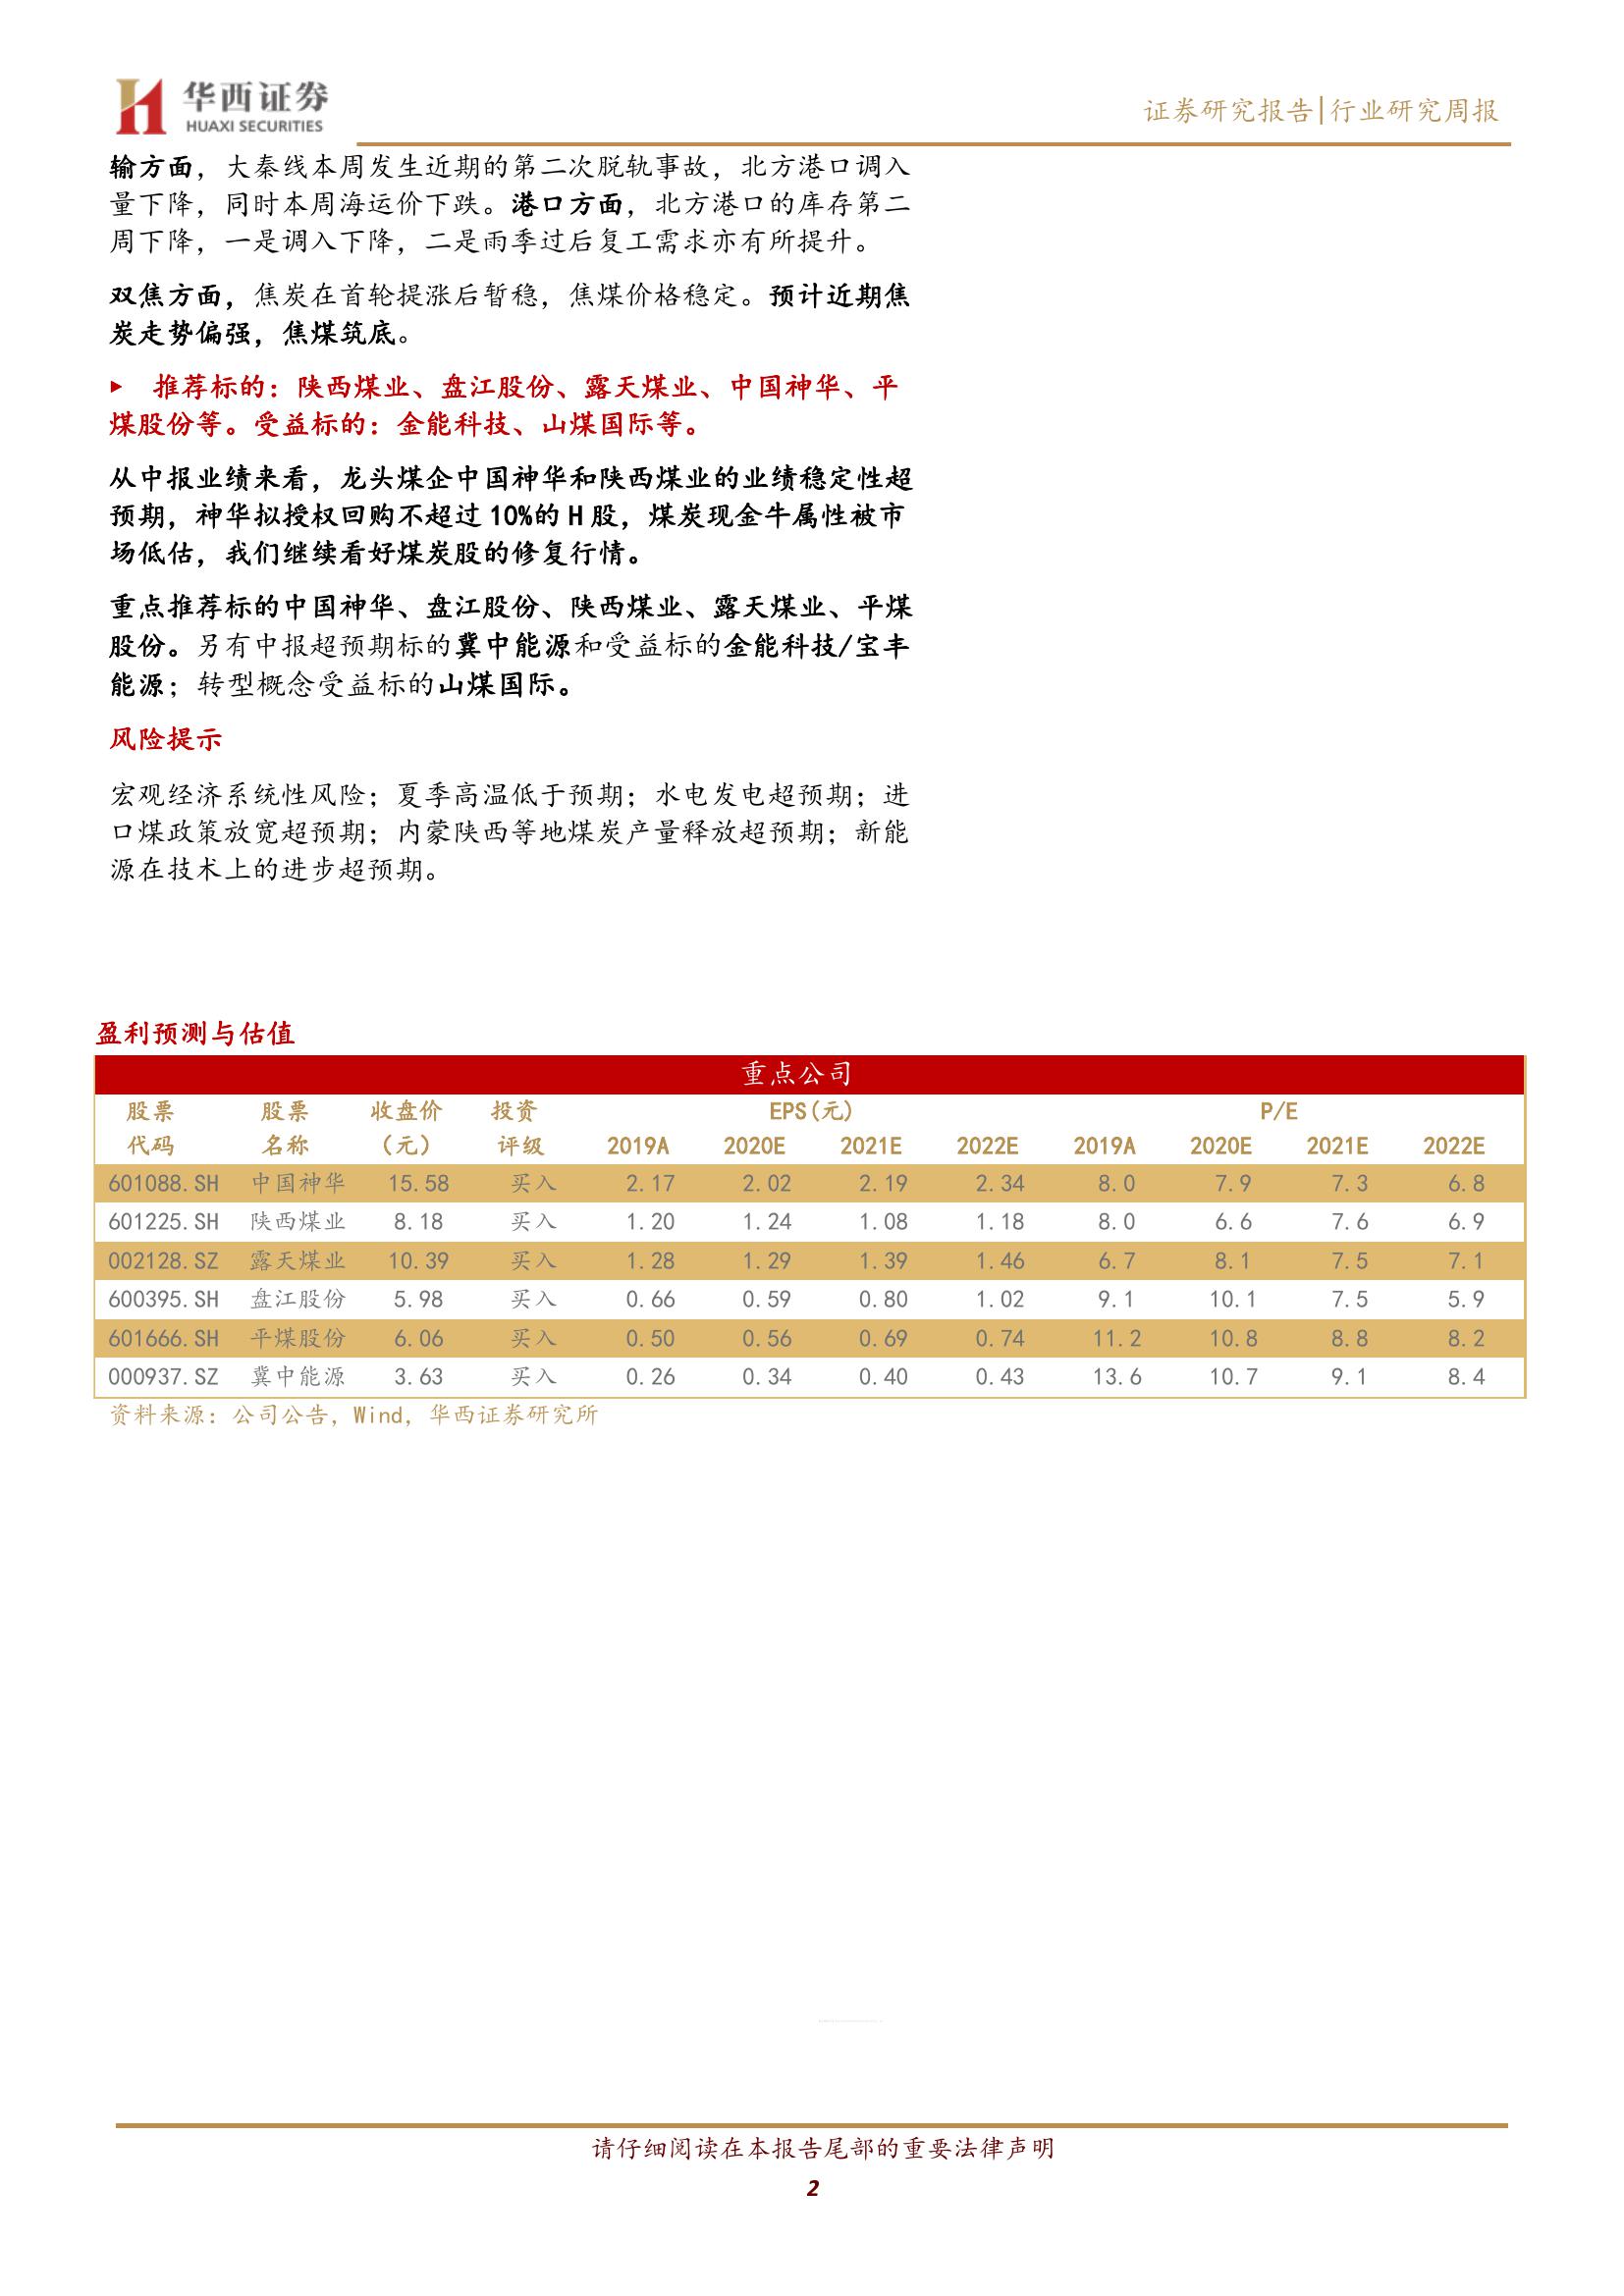 华西证券
HUAXI SECURITIES
证券研究报告|行业研究周报
输方面，大秦线本周发生近期的第二次脱轨事故，北方港口调入
量下降，同时本周海运价下跌。港口方面，北方港口的库存第二
周下降，一是调入下降，二是雨季过后复工需求亦有所提升。
双焦方面，焦炭在首轮提涨后暂稳，焦煤价格稳定。预计近期焦
炭走势偏强，焦煤筑底。
▶ 推荐标的：陕西煤业、盘江股份、露天煤业、中国神华、平
煤股份等。受益标的：金能科技、山煤国际等。
从中报业绩来看，龙头煤企中国神华和陕西煤业的业绩稳定性超
预期，神华拟授权回购不超过 10%的 H 股，煤炭现金牛属性被市
场低估，我们继续看好煤炭股的修复行情。
重点推荐标的中国神华、盘江股份、陕西煤业、露天煤业、平煤
股份。另有中报超预期标的冀中能源和受益标的金能科技/宝丰
能源；转型概念受益标的山煤国际。
风险提示
宏观经济系统性风险；夏季高温低于预期；水电发电超预期；进
口煤政策放宽超预期；内蒙陕西等地煤炭产量释放超预期；新能
源在技术上的进步超预期。
盈利预测与估值
重点公司
股票 股票 收盘价 投资 EPS(元) P/E
代码 名称 （元） 评级 2019A 2020E 2021E 2022E 2019A 2020E 2021E 2022E
601088.SH 中国神华 15.58 买入 2.17 2.02 2.19 2.34 8.0 7.9 7.3 6.8
601225.SH 陕西煤业 8.18 买入 1.20 1.24 1.08 1.18 8.0 6.6 7.6 6.9
002128.SZ 露天煤业 10.39 买入 1.28 1.29 1.39 1.46 6.7 8.1 7.5 7.1
600395.SH 盘江股份 5.98 买入 0.66 0.59 0.80 1.02 9.1 10.1 7.5 5.9
601666.SH 平煤股份 6.06 买入 0.50 0.56 0.69 0.74 11.2 10.8 8.8 8.2
000937.SZ 冀中能源 3.63 买入 0.26 0.34 0.40 0.43 13.6 10.7 9.1 8.4
资料来源：公司公告，Wind，华西证券研究所
请仔细阅读在本报告尾部的重要法律声明
2